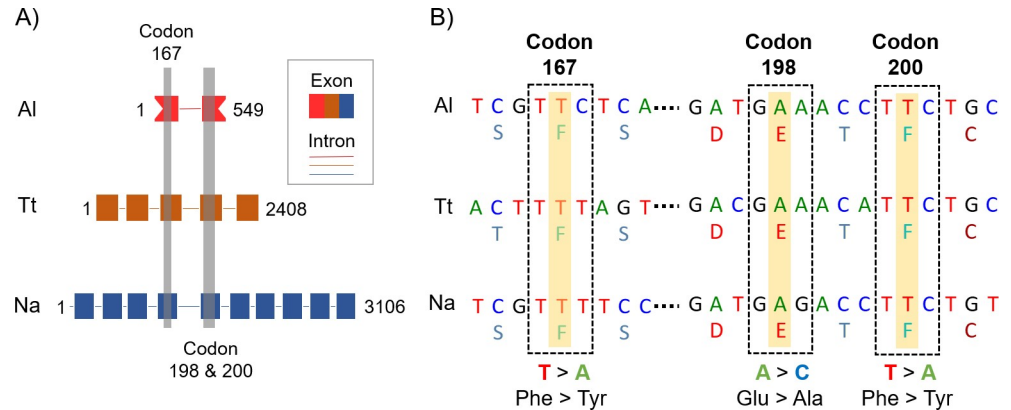 A)
Codon
167
Al
1
549
Exon
Intron
Tt
1
2408
Na
1
3106
Codon
198 & 200
B)
Codon
167
Codon
198
Codon
200
Al T C G T T C T C A ···· G A T G A A A C C T T C T G C
S F S D E T F C
Tt A C T T T T A G T ···· G A C G A A A C A T T C T G C
T F S D E T F C
Na T C G T T T T C C ···· G A T G A G A C C T T C T G T
S F S D E T F C
T > A A > C T > A
Phe > Tyr Glu > Ala Phe > Tyr